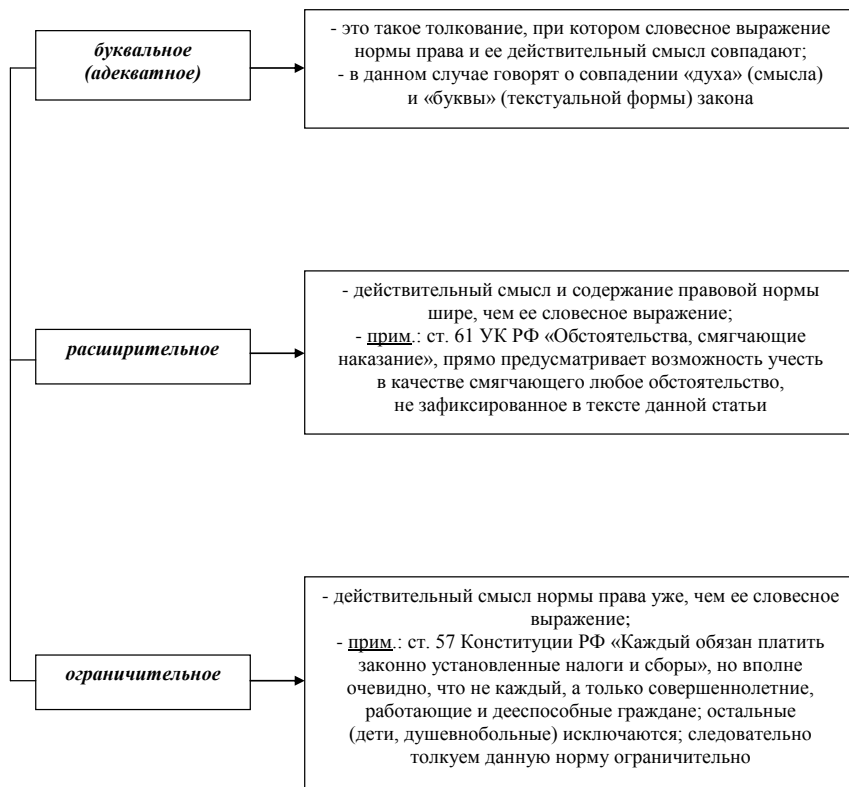 буквальное
(адекватное)
- это такое толкование, при котором словесное выражение
нормы права и ее действительный смысл совпадают;
- в данном случае говорят о совпадении «духа» (смысла)
и «буквы» (текстуальной формы) закона
расширительное
- действительный смысл и содержание правовой нормы
шире, чем ее словесное выражение;
- прим.: ст. 61 УК РФ «Обстоятельства, смягчающие
наказание», прямо предусматривает возможность учесть
в качестве смягчающего любое обстоятельство,
не зафиксированное в тексте данной статьи
ограничительное
- действительный смысл нормы права уже, чем ее словесное
выражение;
- прим.: ст. 57 Конституции РФ «Каждый обязан платить
законно установленные налоги и сборы», но вполне
очевидно, что не каждый, а только совершеннолетние,
работающие и дееспособные граждане; остальные
(дети, душевнобольные) исключаются; следовательно
толкуем данную норму ограничительно